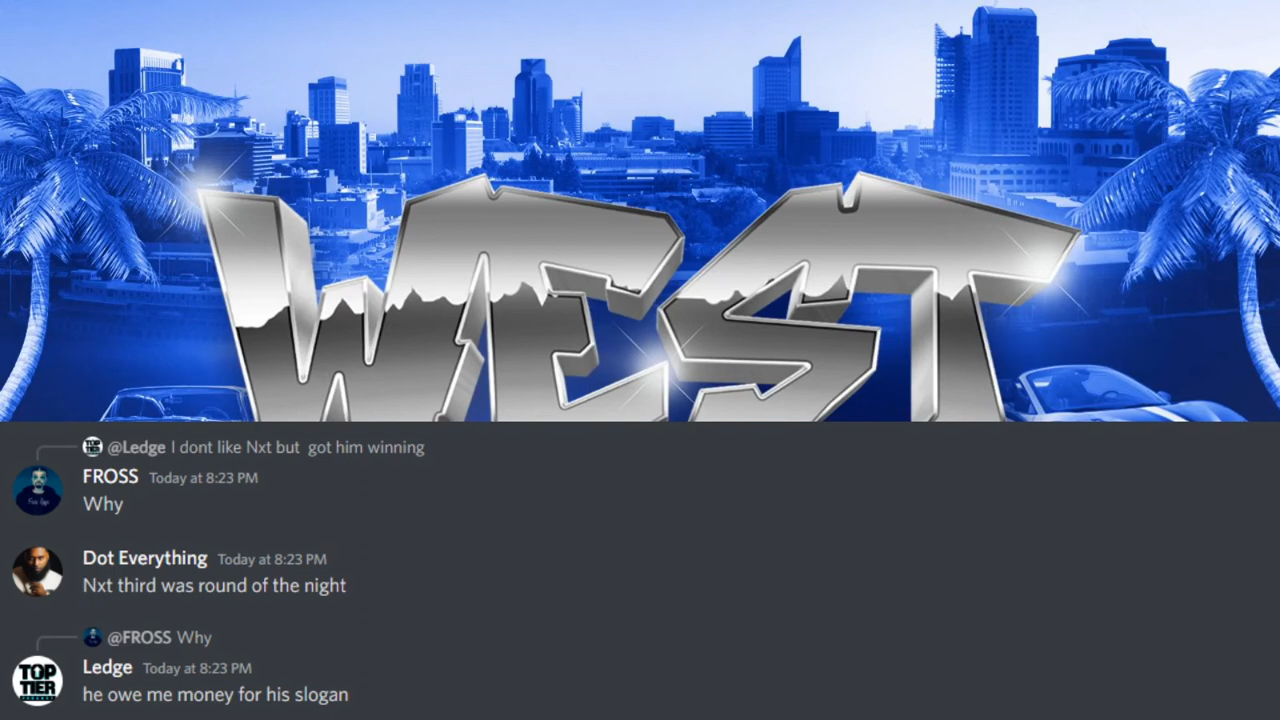 WEST
@Ledge I dont like Nxt but got him winning
FROSS Today at 8:23 PM
Why
Dot Everything Today at 8:23 PM
Nxt third was round of the night
@FROSS Why
Ledge Today at 8:23 PM
he owe me money for his slogan
TOP
TIER